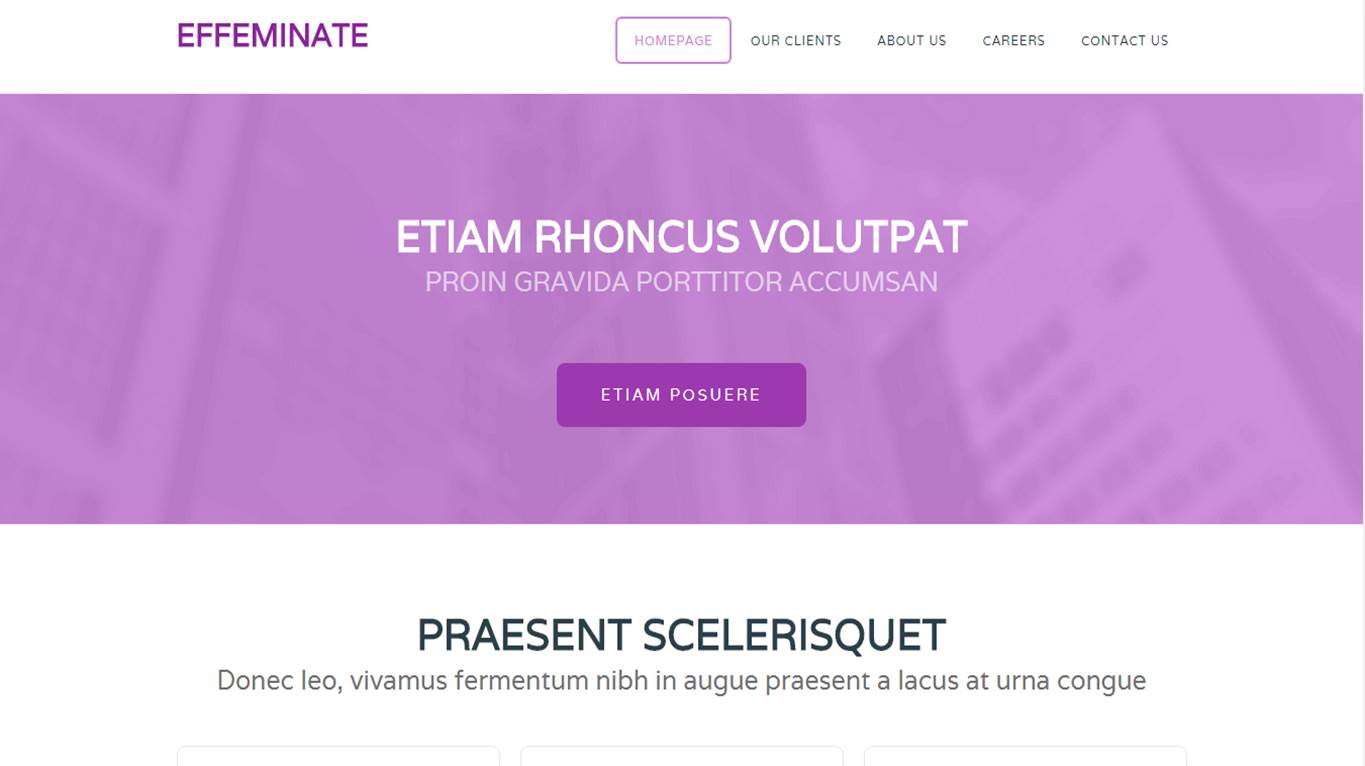 EFFEMINATE
HOMEPAGE OUR CLIENTS ABOUT US CAREERS CONTACT US
ETIAM RHONCUS VOLUTPAT
PROIN GRAVIDA PORTTITOR ACCUMSAN
ETIAM POSUERE
PRAESENT SCELERISQUET
Donec leo, vivamus fermentum nibh in augue praesent a lacus at urna congue